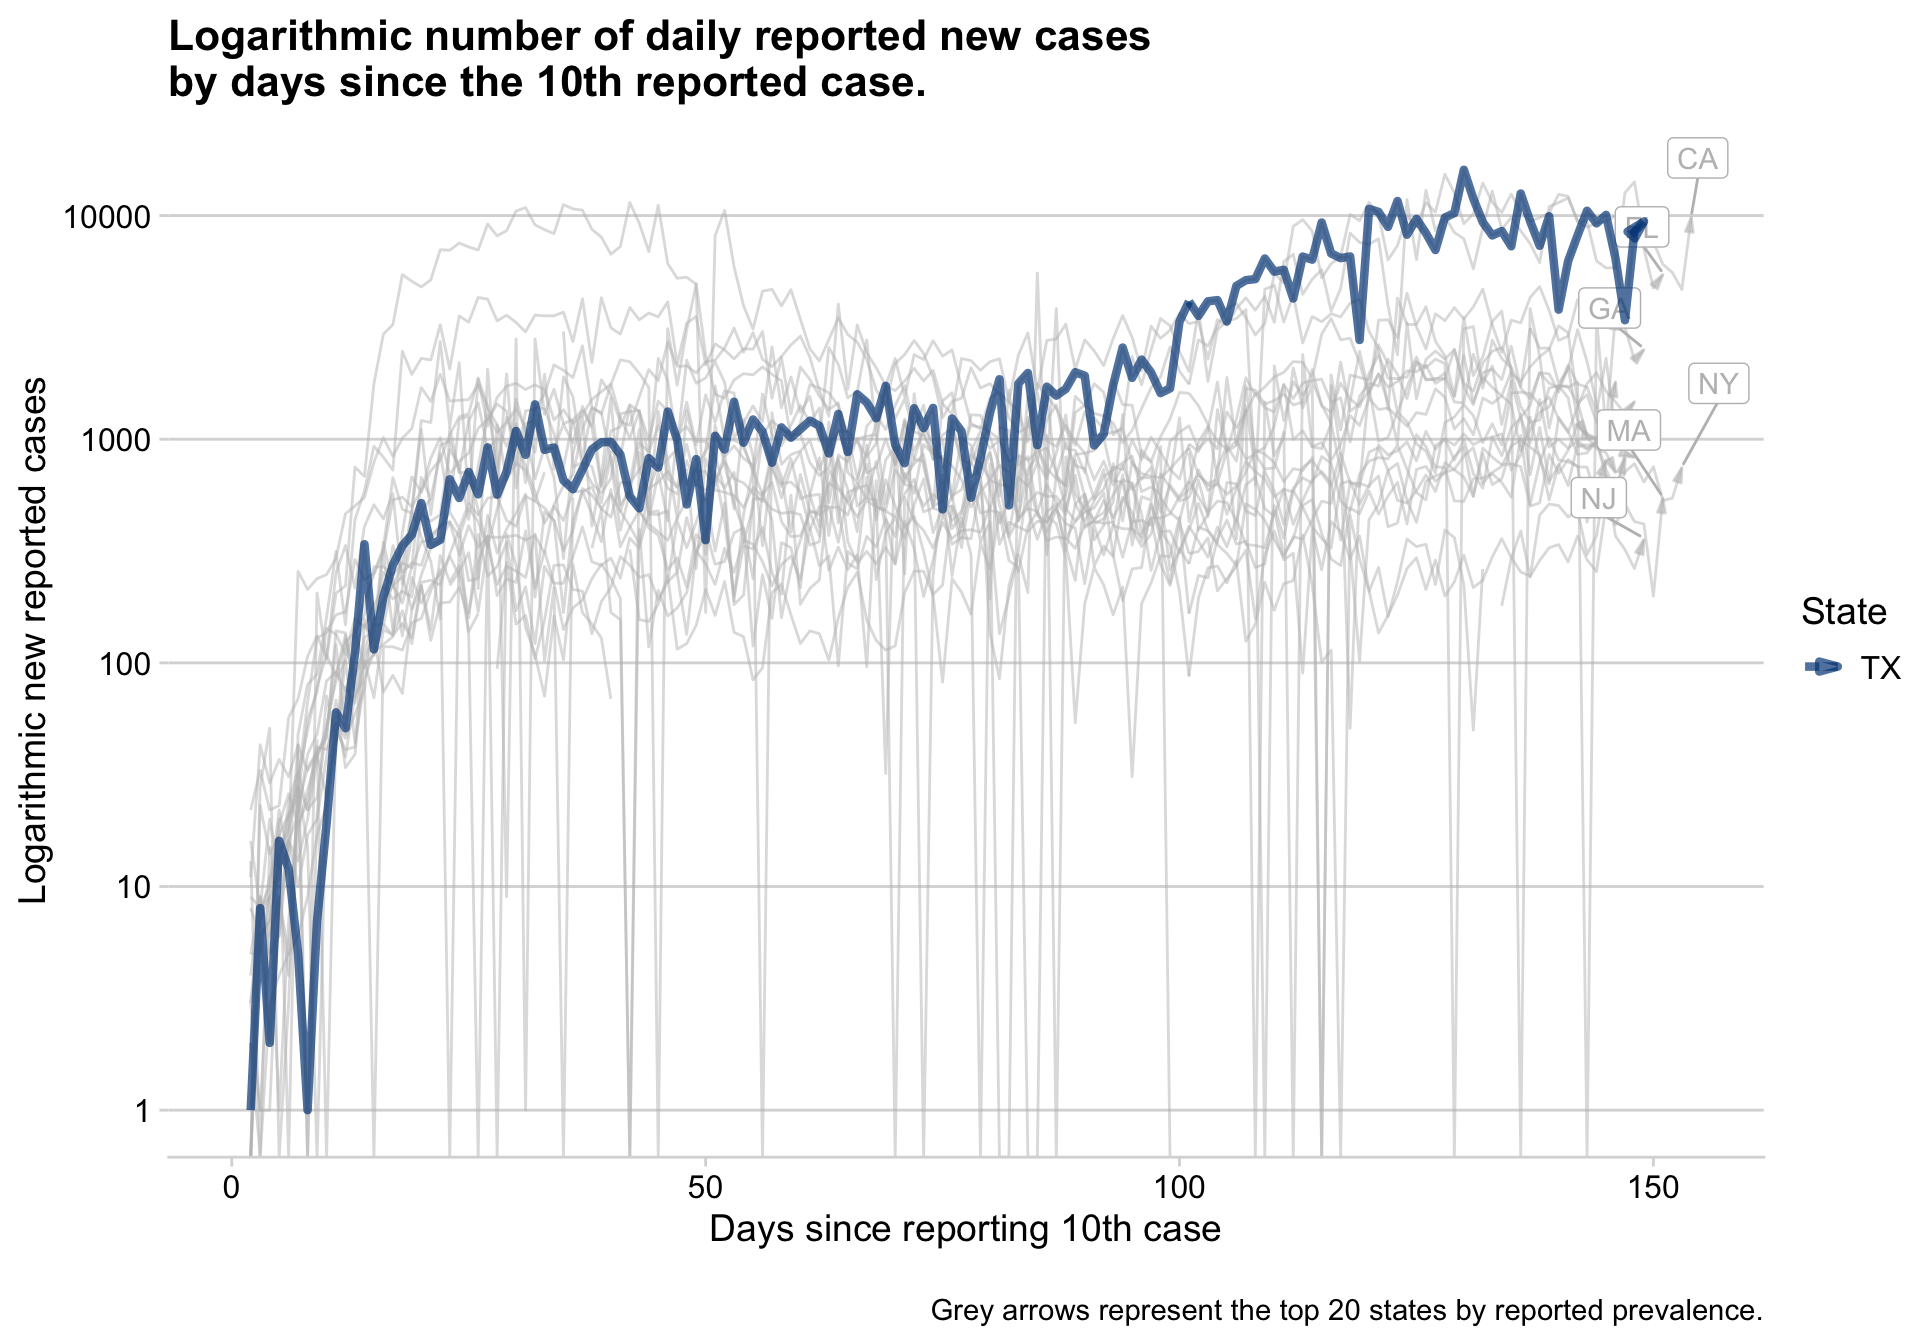 Logarithmic number of daily reported new cases
by days since the 10th reported case.
Logarithmic new reported cases
10000
1000
100
10
1
CA
FL
GA
NY
MA
NJ
State
TX
0
50
100
150
Days since reporting 10th case
Grey arrows represent the top 20 states by reported prevalence.